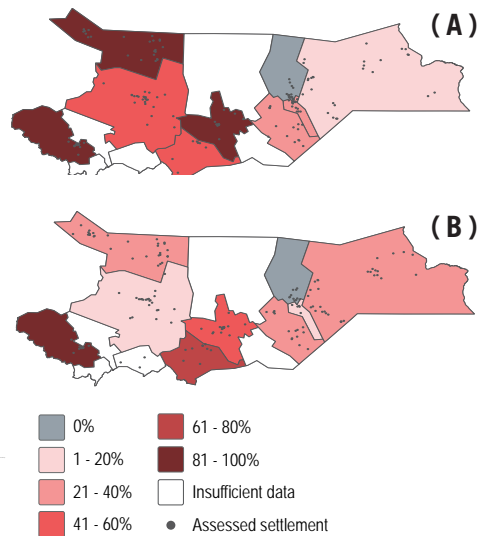 ( A )
( B )
0%
1 - 20%
21 - 40%
41 - 60%
61 - 80%
81 - 100%
Insufficient data
Assessed settlement